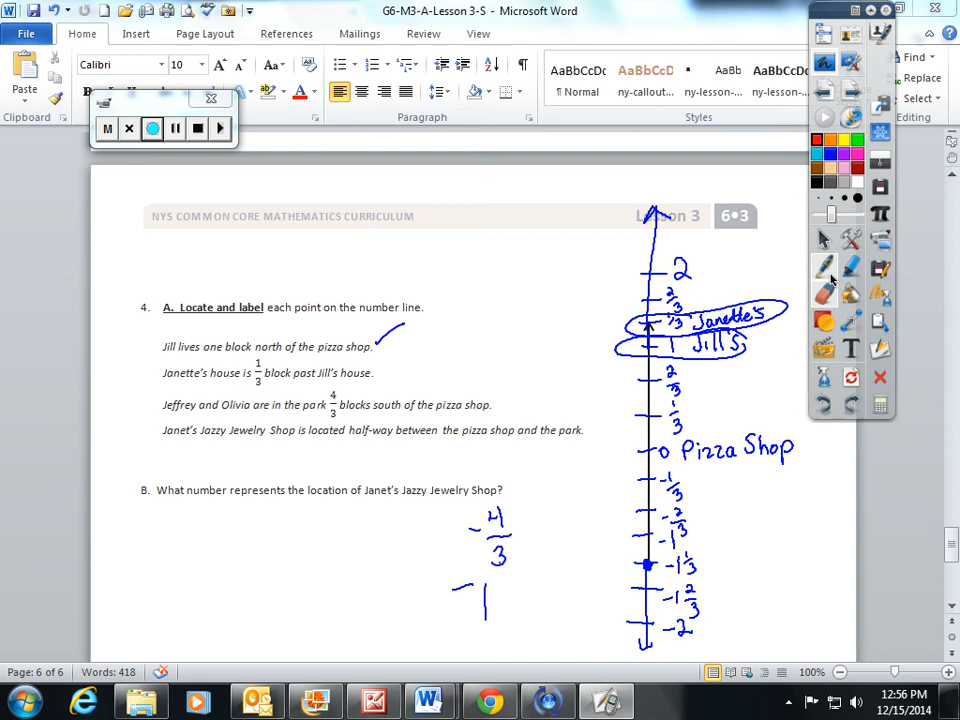 G6-M3-A-Lesson 3-S - Microsoft Word
File Home Insert Page Layout References Mailings Review View
Calibri 10
Paste
Clipboard Paragraph Styles Editing
AaBbCcDc AaBbCcD AaBb AaBbCcDc
¶ Normal ny-callout... ny-lesson-... ny-lesson-...
Find
Replace
Select
M
NYS COMMON CORE MATHEMATICS CURRICULUM Lesson 3 6•3
4. A. Locate and label each point on the number line.
Jill lives one block north of the pizza shop.
Janette's house is 1/3 block past Jill's house.
Jeffrey and Olivia are in the park 4/3 blocks south of the pizza shop.
Janet's Jazzy Jewelry Shop is located half-way between the pizza shop and the park.
B. What number represents the location of Janet's Jazzy Jewelry Shop?
-4/3
-1
2
2/3
1/3 Janette's
1 Jill's
2/3
1/3
0 Pizza Shop
-1/3
-2/3
-1
-1 1/3
-1 2/3
-2
Page: 6 of 6 Words: 418 100%
12:56 PM
12/15/2014